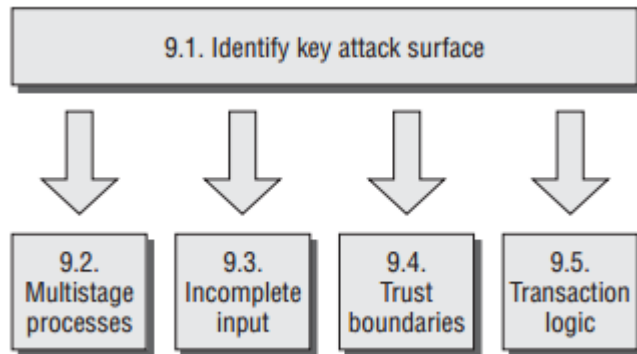 9.1. Identify key attack surface
9.2.
Multistage
processes
9.3.
Incomplete
input
9.4.
Trust
boundaries
9.5.
Transaction
logic